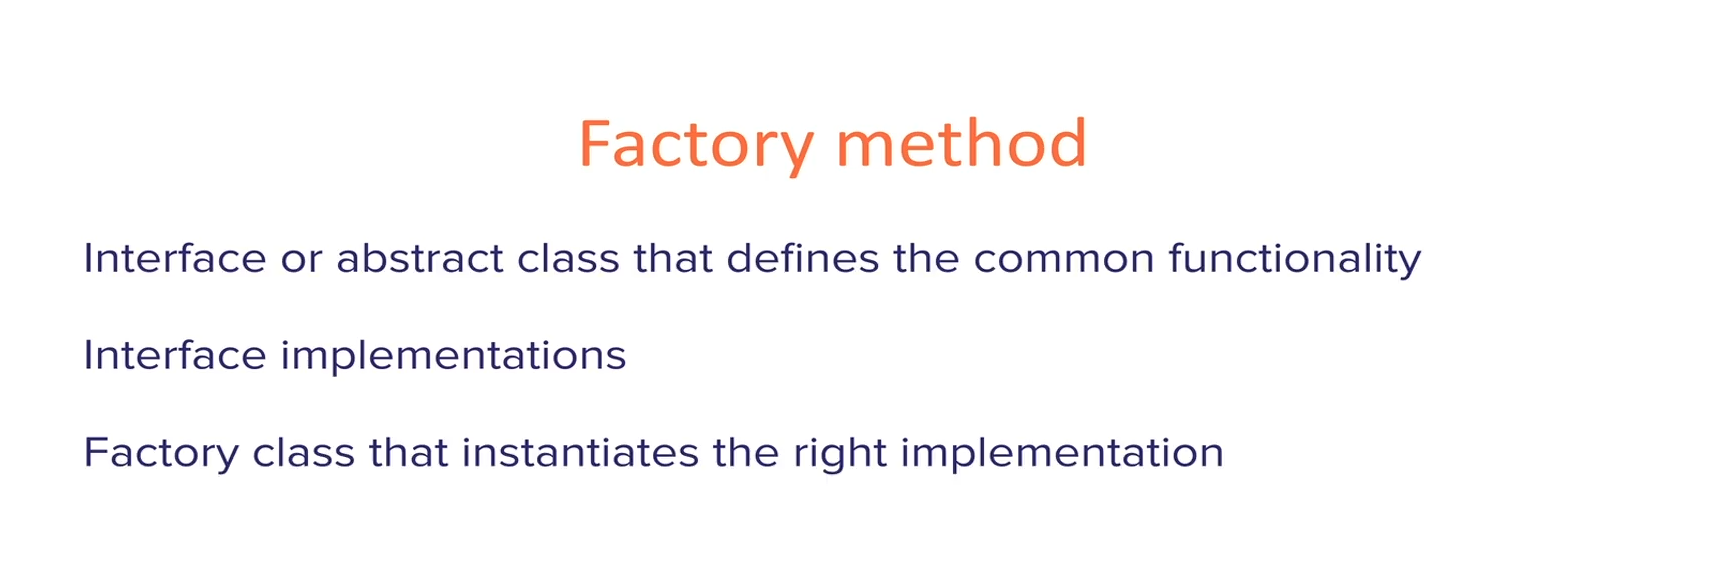 Factory method
Interface or abstract class that defines the common functionality
Interface implementations
Factory class that instantiates the right implementation